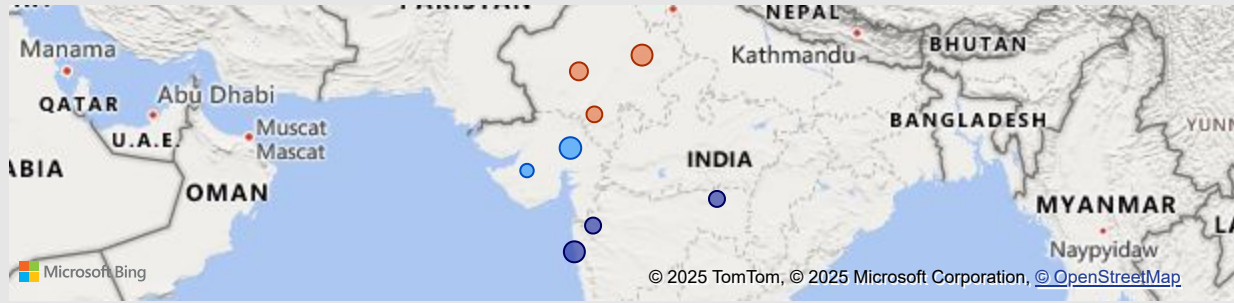 PAKISTAN
NEPAL
Manama
Kathmandu
BHUTAN
QATAR
Abu Dhabi
BANGLADESH
Muscat
U.A.E.
Mascat
INDIA
OMAN
MYANMAR
Naypyidaw
Microsoft Bing
© 2025 TomTom, © 2025 Microsoft Corporation, © OpenStreetMap